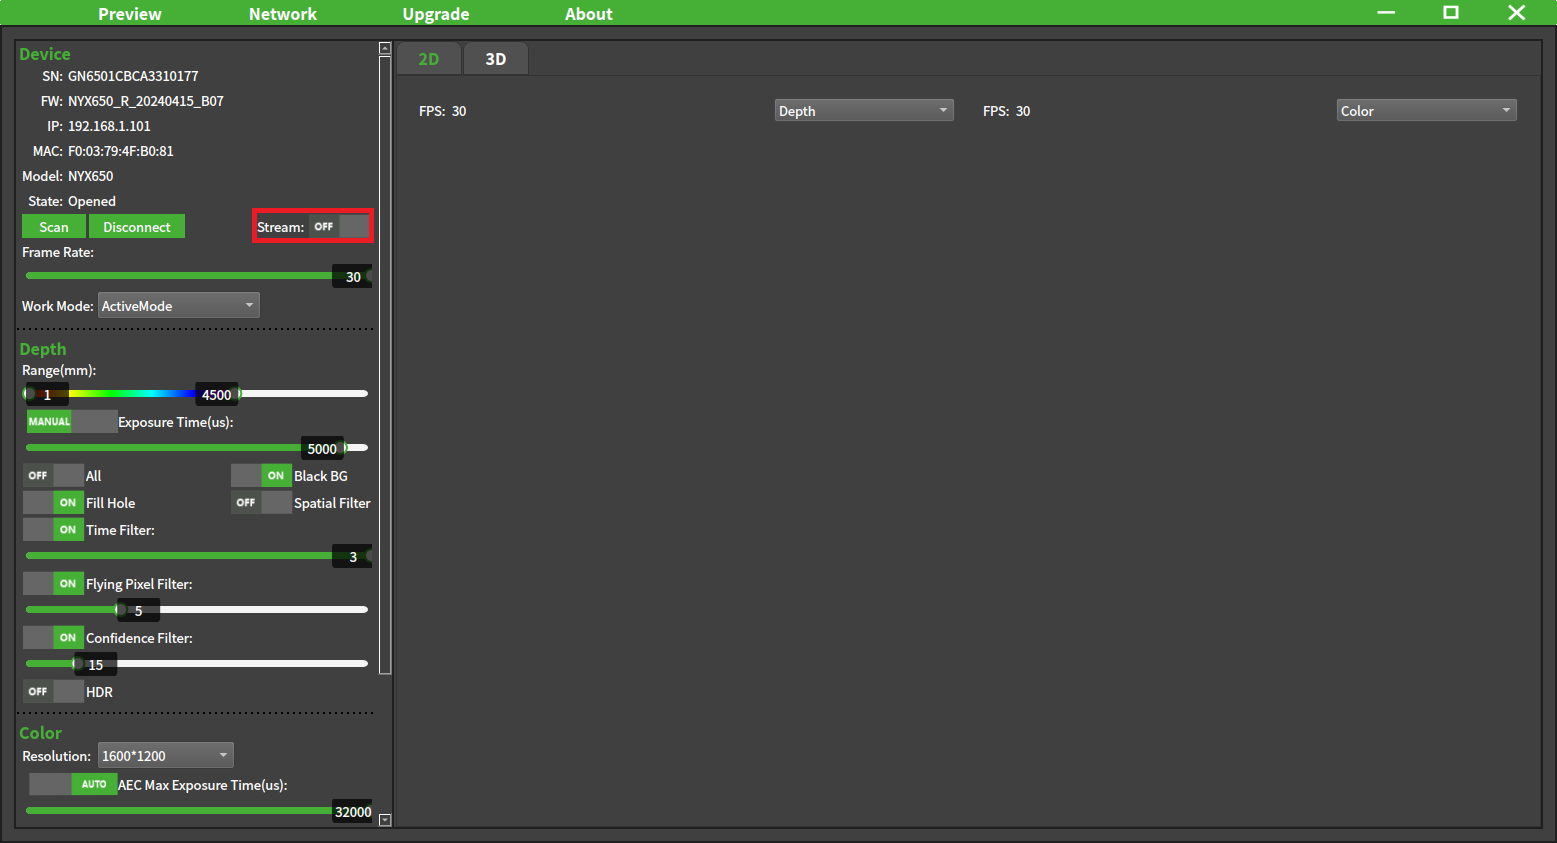 Preview Network Upgrade About
Device
SN: GN6501CBCA3310177
FW: NYX650_R_20240415_B07
IP: 192.168.1.101
MAC: F0:03:79:4F:B0:81
Model: NYX650
State: Opened
Scan Disconnect Stream: OFF
Frame Rate:
30
Work Mode: ActiveMode
Depth
Range(mm):
1 4500
MANUAL Exposure Time(us):
5000
OFF All ON Black BG
ON Fill Hole OFF Spatial Filter
ON Time Filter:
3
ON Flying Pixel Filter:
5
ON Confidence Filter:
15
OFF HDR
Color
Resolution: 1600*1200
AUTO AEC Max Exposure Time(us):
32000
2D 3D
FPS: 30 Depth FPS: 30 Color